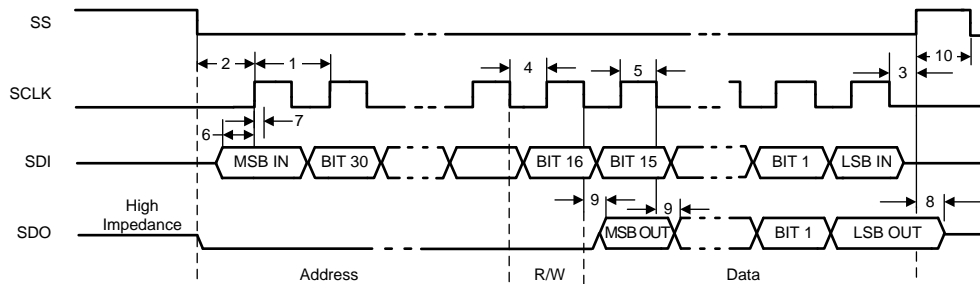 SS
10
2
1
4
5
3
SCLK
6
7
SDI
MSB IN
BIT 30
BIT 16
BIT 15
BIT 1
LSB IN
9
9
8
High
Impedance
SDO
MSB OUT
BIT 1
LSB OUT
Address
R/W
Data